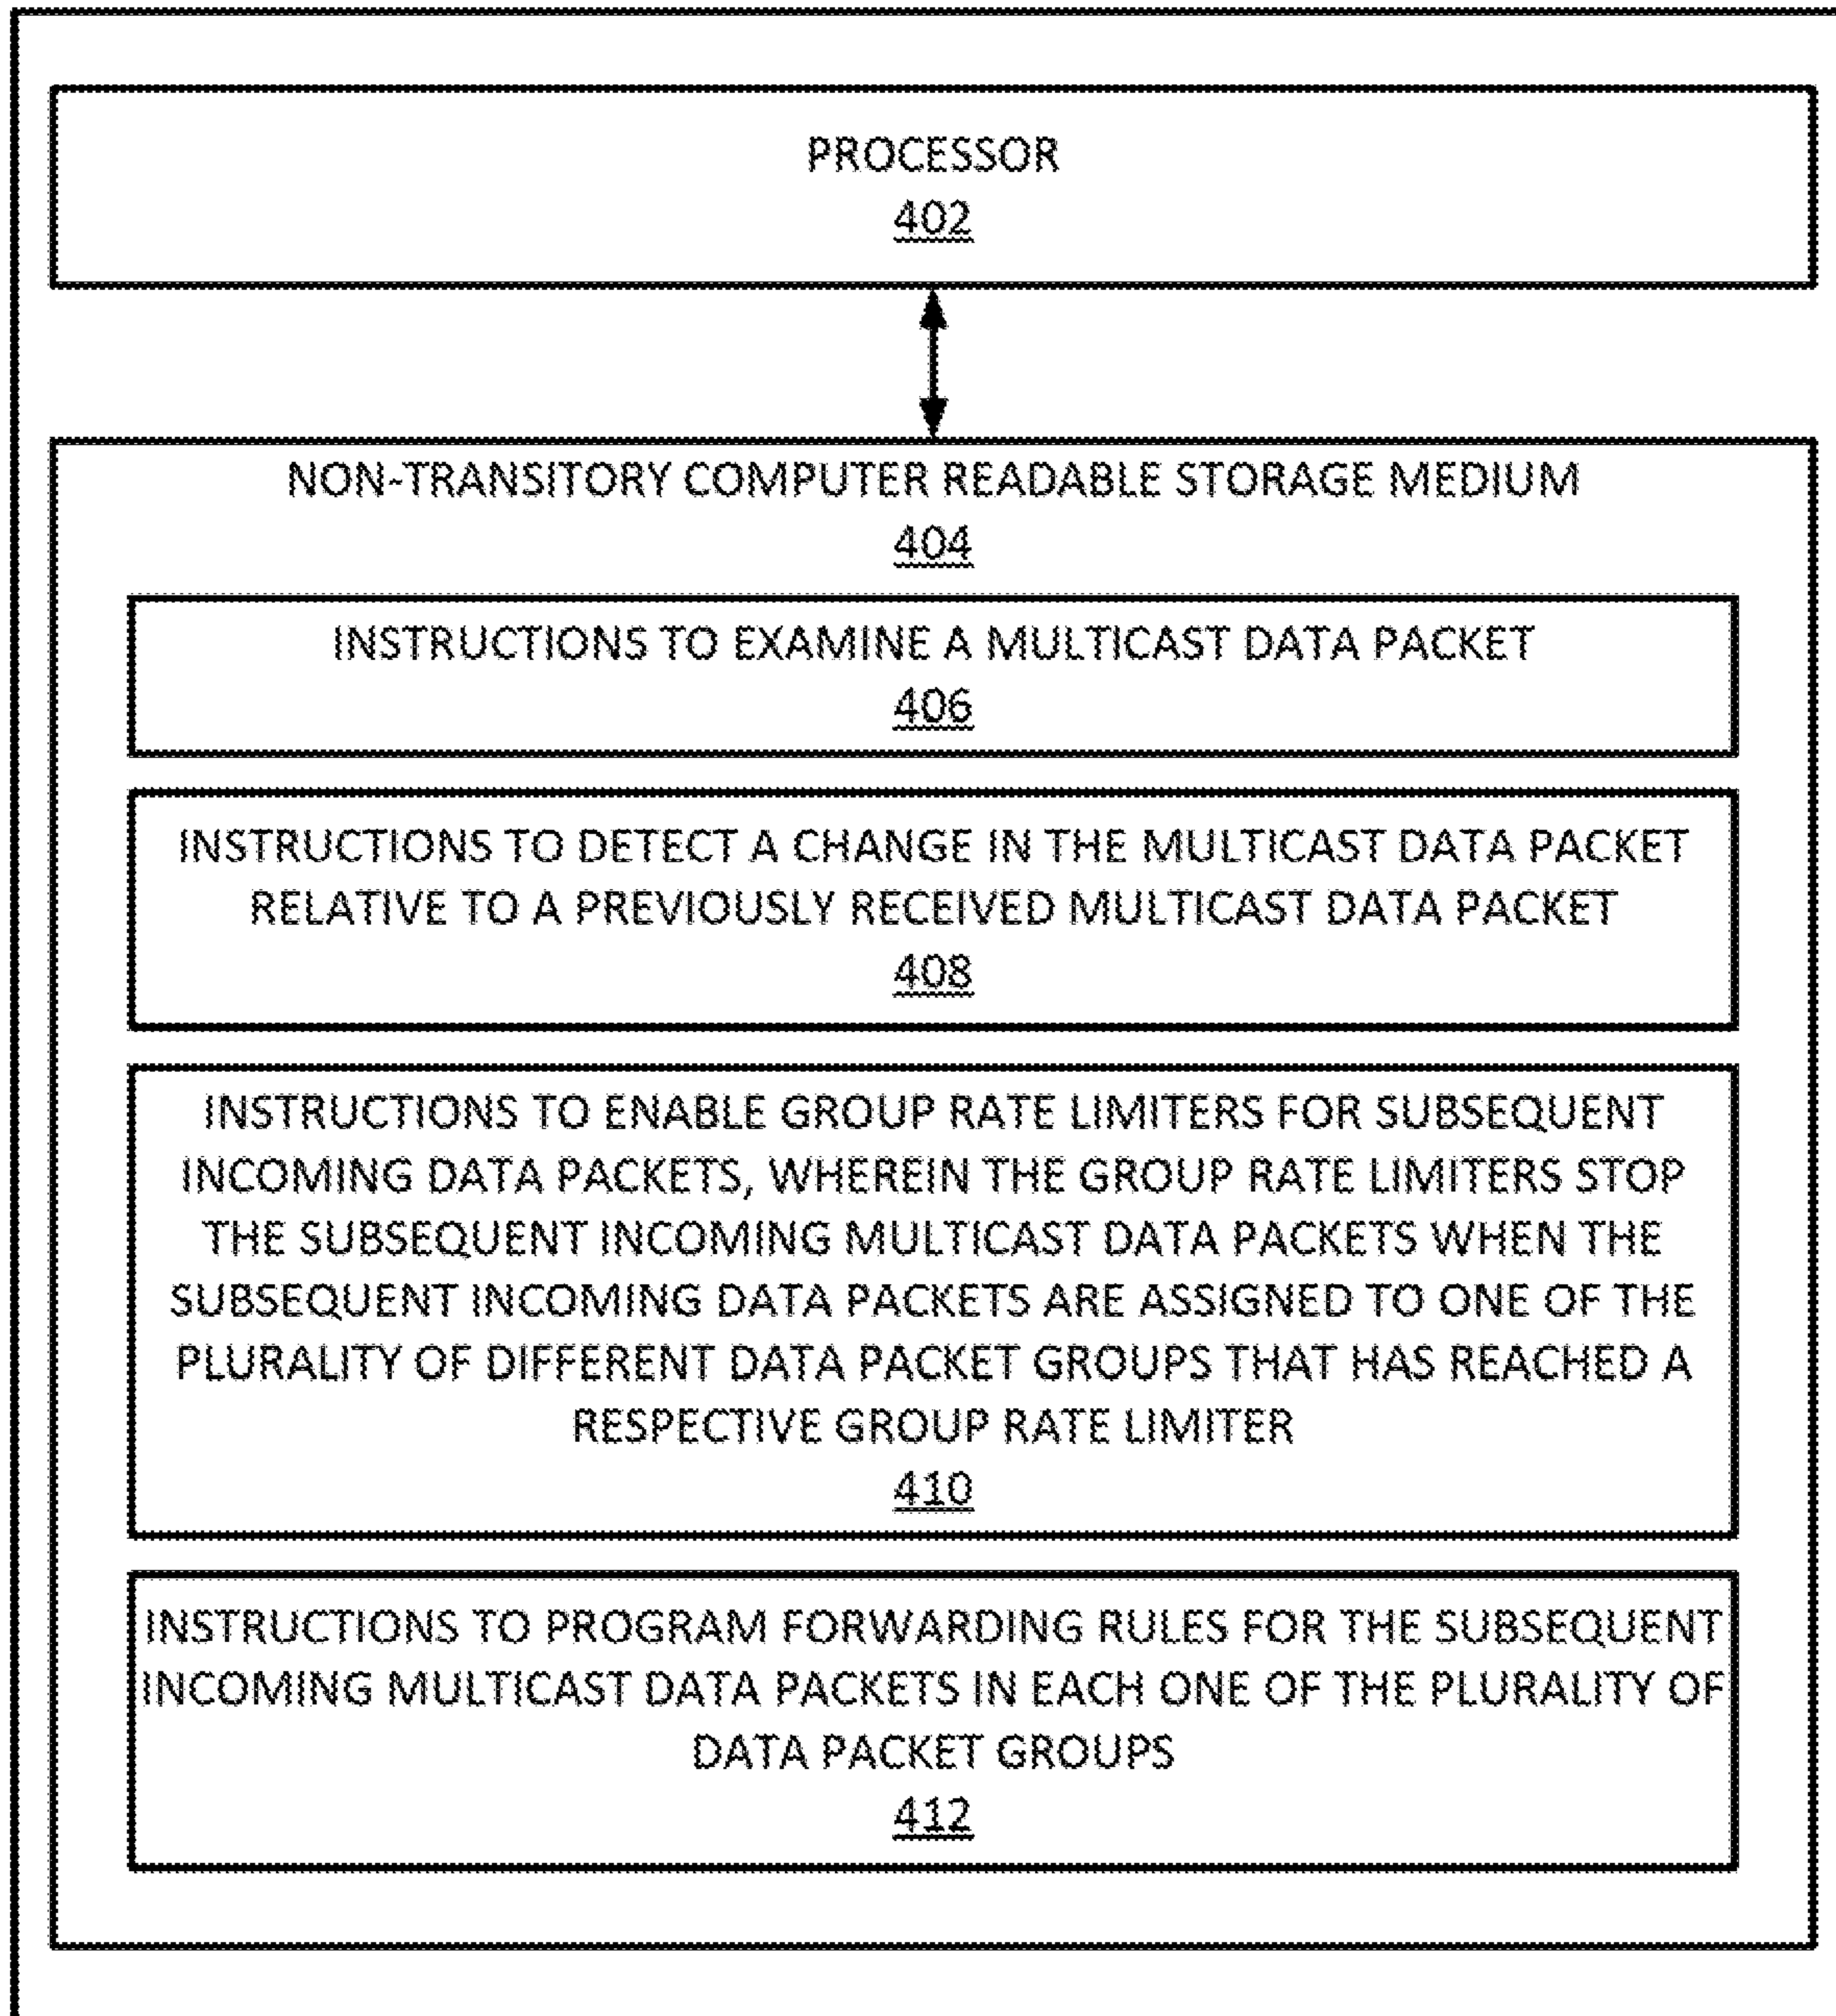 PROCESSOR
402
NON-TRANSITORY COMPUTER READABLE STORAGE MEDIUM
404
INSTRUCTIONS TO EXAMINE A MULTICAST DATA PACKET
406
INSTRUCTIONS TO DETECT A CHANGE IN THE MULTICAST DATA PACKET
RELATIVE TO A PREVIOUSLY RECEIVED MULTICAST DATA PACKET
408
INSTRUCTIONS TO ENABLE GROUP RATE LIMITERS FOR SUBSEQUENT
INCOMING DATA PACKETS, WHEREIN THE GROUP RATE LIMITERS STOP
THE SUBSEQUENT INCOMING MULTICAST DATA PACKETS WHEN THE
SUBSEQUENT INCOMING DATA PACKETS ARE ASSIGNED TO ONE OF THE
PLURALITY OF DIFFERENT DATA PACKET GROUPS THAT HAS REACHED A
RESPECTIVE GROUP RATE LIMITER
410
INSTRUCTIONS TO PROGRAM FORWARDING RULES FOR THE SUBSEQUENT
INCOMING MULTICAST DATA PACKETS IN EACH ONE OF THE PLURALITY OF
DATA PACKET GROUPS
412